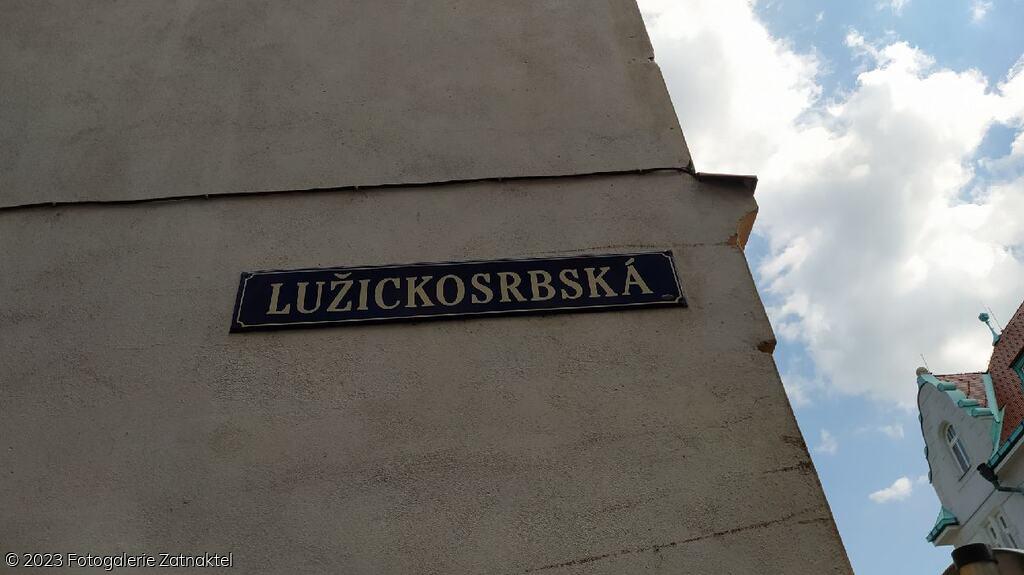 LUŽICKOSRBSKÁ
© 2023 Fotogalerie Zatnaktel